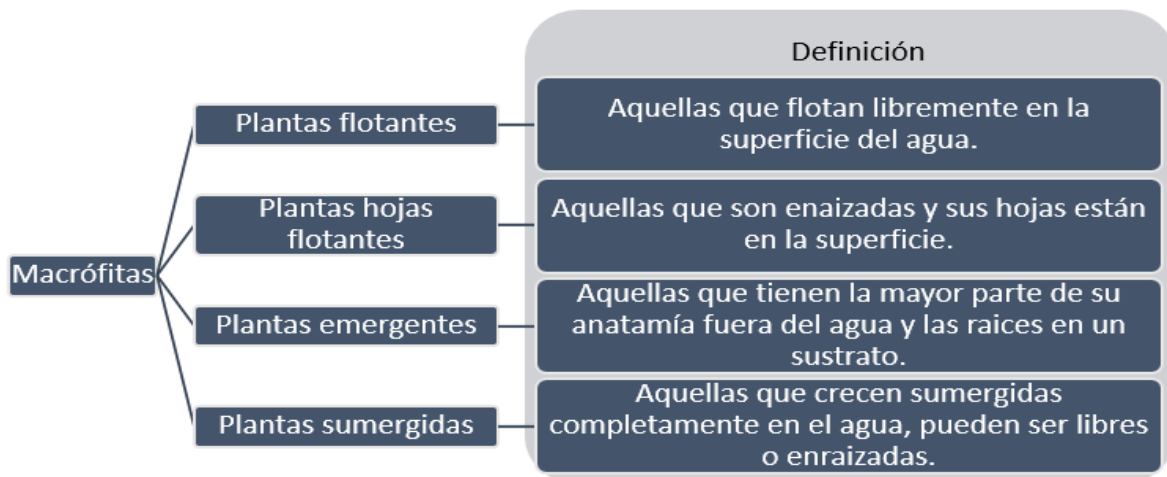 Definición
Plantas flotantes
Aquellas que flotan libremente en la
superficie del agua.
Plantas hojas
flotantes
Aquellas que son enaizadas y sus hojas están
en la superficie.
Macrófitas
Plantas emergentes
Aquellas que tienen la mayor parte de su
anatamía fuera del agua y las raices en un
sustrato.
Plantas sumergidas
Aquellas que crecen sumergidas
completamente en el agua, pueden ser libres
o enraizadas.